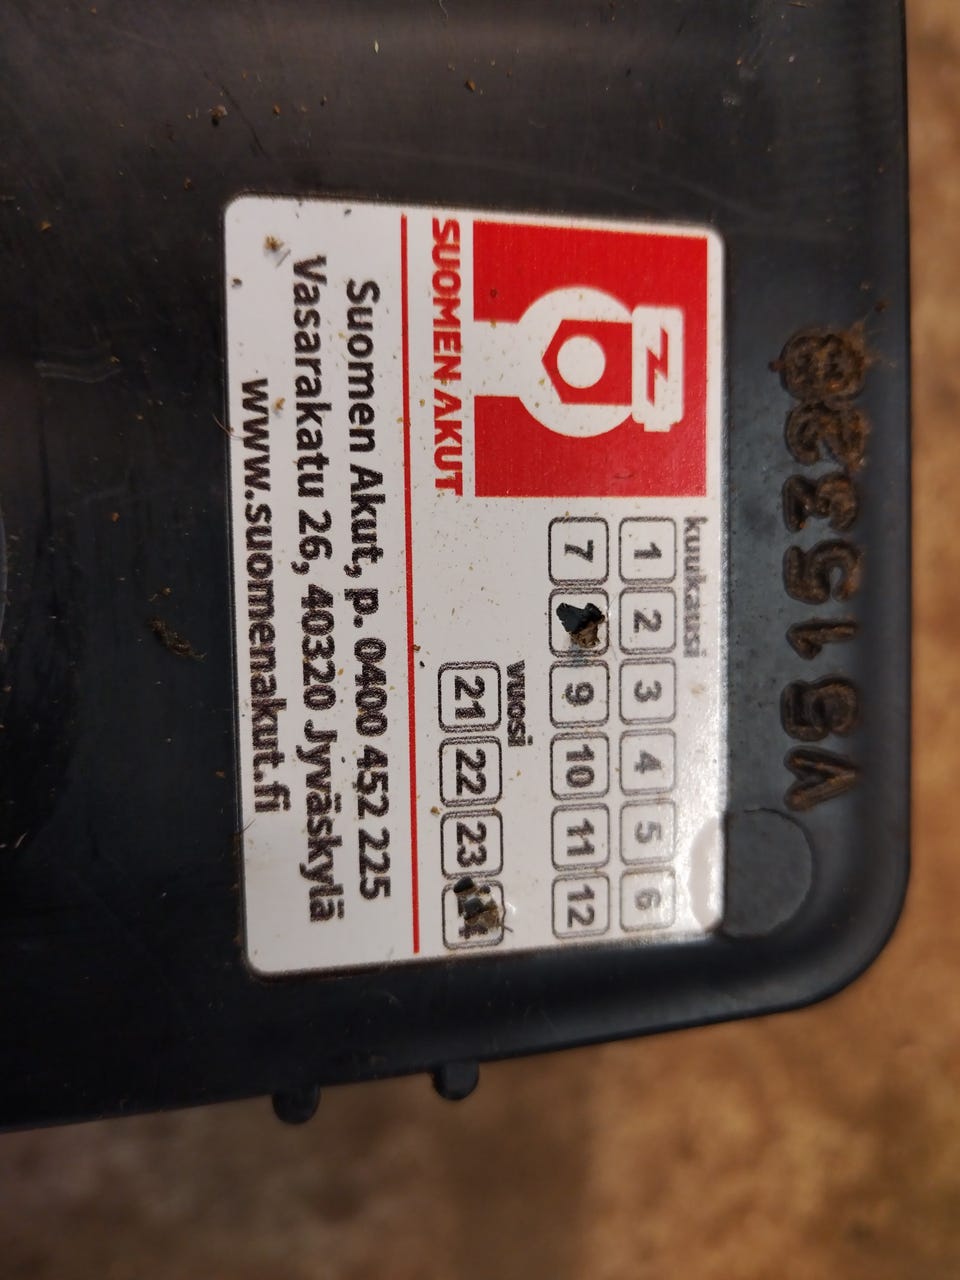 kuukausi
1 2 3 4 5 6
7 9 10 11 12
vuosi
21 22 23
SUOMEN AKUT
Suomen Akut, p. 0400 452 225
Vasarakatu 26, 40320 Jyväskylä
www.suomenakut.fi